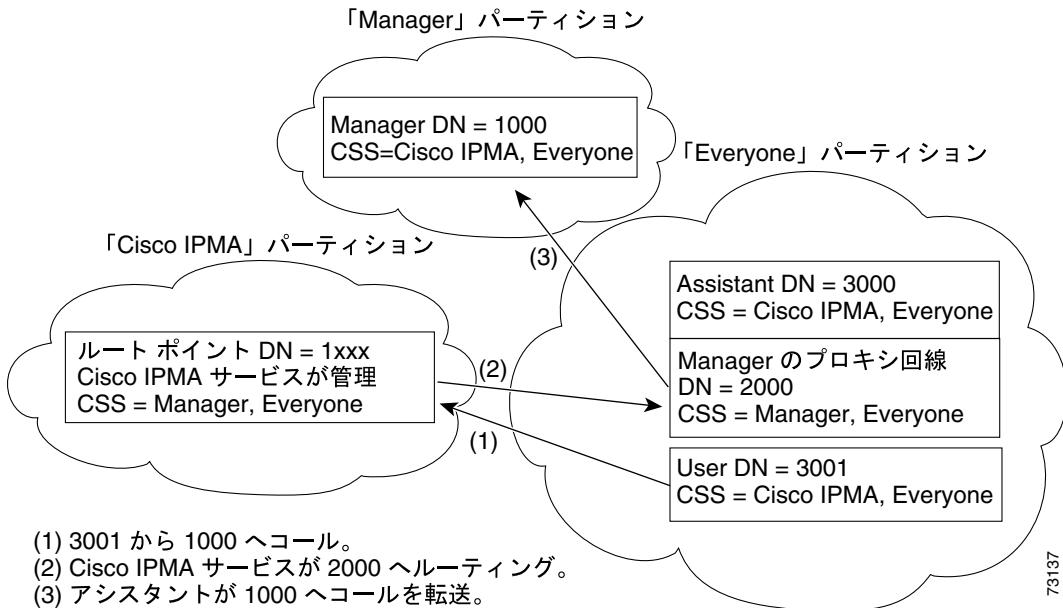 「Manager」パーティション
Manager DN = 1000
CSS=Cisco IPMA, Everyone
「Everyone」パーティション
「Cisco IPMA」パーティション
(3)
Assistant DN = 3000
CSS = Cisco IPMA, Everyone
ルート ポイント DN = 1xxx
Cisco IPMA サービスが管理
CSS = Manager, Everyone
(2)
Manager のプロキシ回線
DN = 2000
CSS = Manager, Everyone
(1)
User DN = 3001
CSS = Cisco IPMA, Everyone
(1) 3001 から 1000 へコール。
(2) Cisco IPMA サービスが 2000 へルーティング。
(3) アシスタントが 1000 へコールを転送。
73137